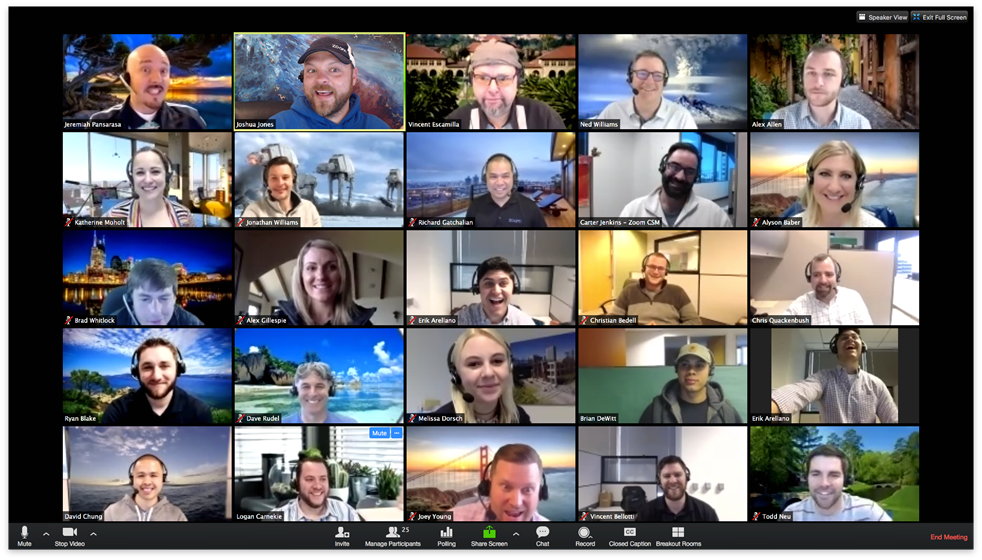 Speaker View Exit Full Screen
Jeremiah Pansarasa Joshua Jones Vincent Escamilla Ned Williams Alex Allen
Katherine Moholt Jonathan Williams Richard Gatchalian Carter Jenkins - Zoom CSM Alyson Baber
Brad Whitlock Alex Gillespie Erik Arellano Christian Bedell Chris Quackenbush
Ryan Blake Dave Rudel Melissa Dorsch Brian DeWitt Erik Arellano
Mute ...
David Chung Logan Carnekie Joey Young Vincent Bellotti Todd Neu
25
Mute Stop Video Invite Manage Participants Polling Share Screen Chat Record CC Closed Caption Breakout Rooms End Meeting